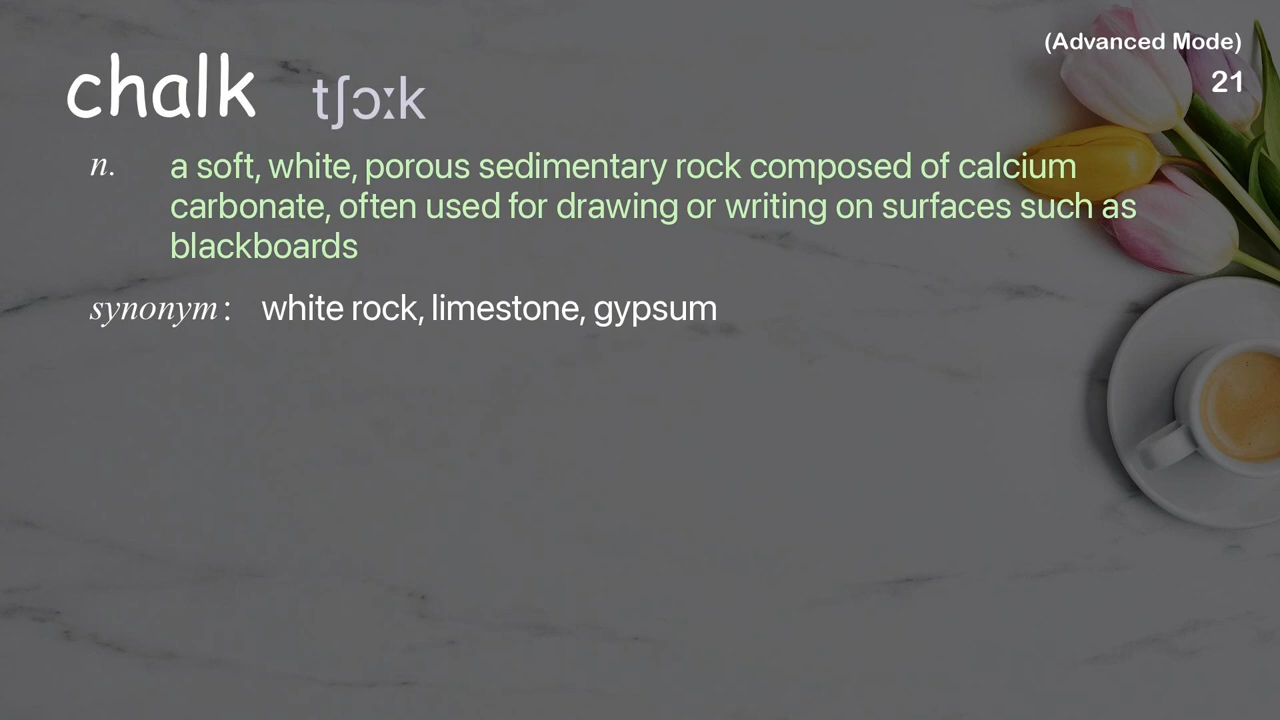 (Advanced Mode)
21
chalk tʃɔːk
n. a soft, white, porous sedimentary rock composed of calcium
carbonate, often used for drawing or writing on surfaces such as
blackboards
synonym: white rock, limestone, gypsum